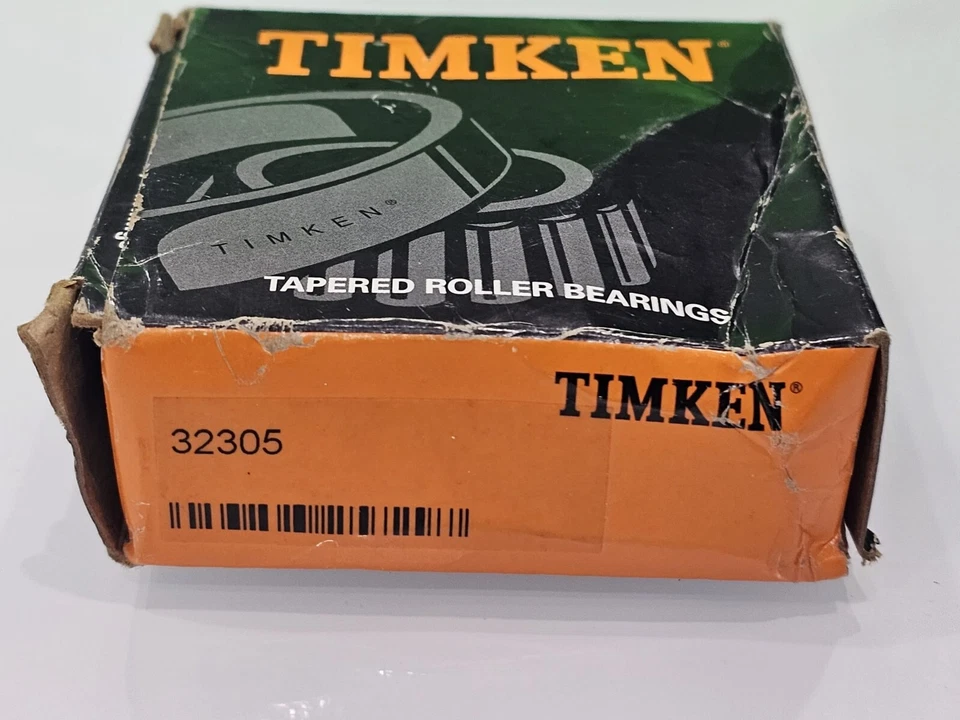 TIMKEN®
TIMKEN®
TAPERED ROLLER BEARINGS
TIMKEN®
32305